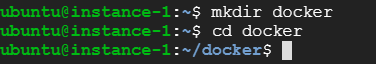 ubuntu@instance-1:~$ mkdir docker
ubuntu@instance-1:~$ cd docker
ubuntu@instance-1:~/docker$